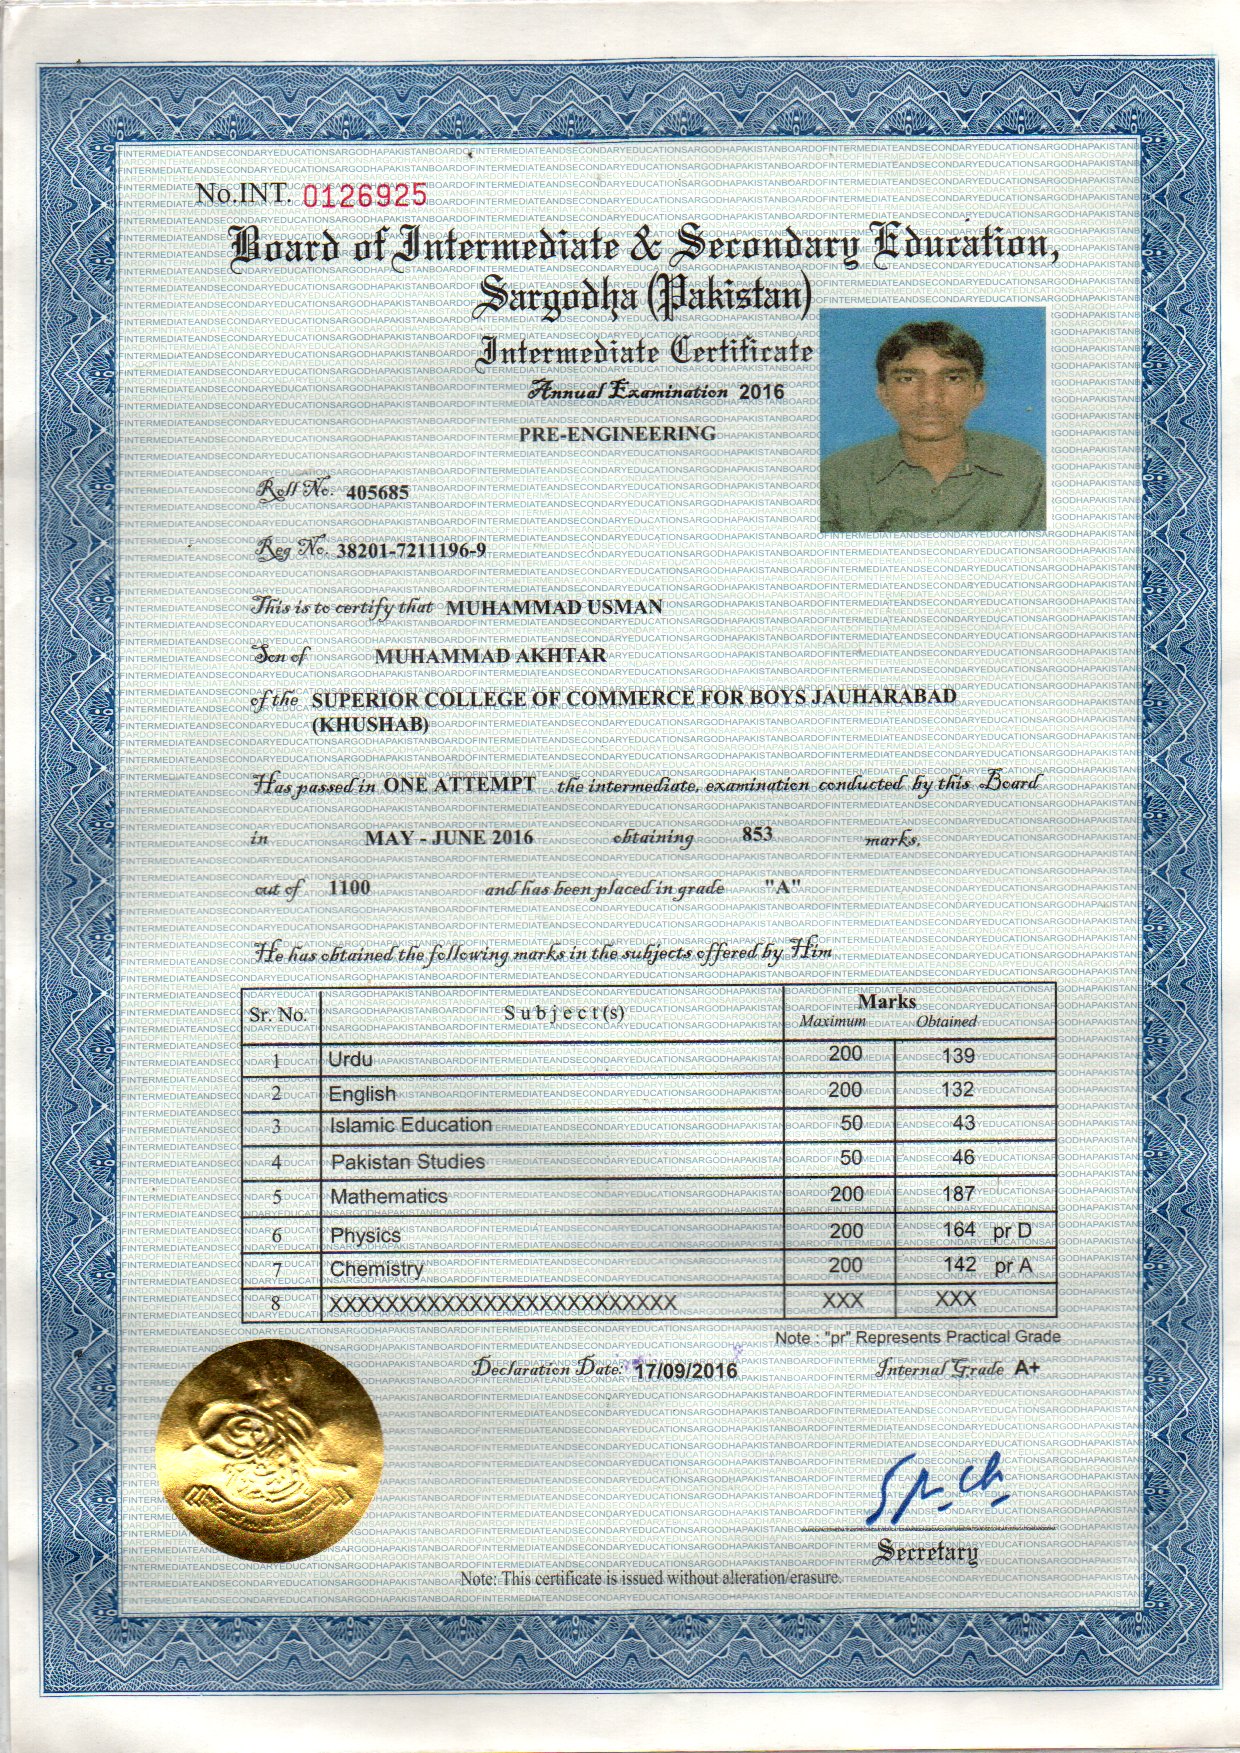 No.INT. 0126925
Board of Intermediate & Secondary Education,
Sargodha (Pakistan)
Intermediate Certificate
Annual Examination 2016
PRE-ENGINEERING
Roll No. 405685
Reg No. 38201-7211196-9
This is to certify that MUHAMMAD USMAN
Son of MUHAMMAD AKHTAR
of the SUPERIOR COLLEGE OF COMMERCE FOR BOYS JAUHARABAD
(KHUSHAB)
Has passed in ONE ATTEMPT the intermediate, examination conducted by this Board
in MAY - JUNE 2016 obtaining 853 marks,
out of 1100 and has been placed in grade "A"
He has obtained the following marks in the subjects offered by Him
Sr. No. Subject(s) Marks
Maximum Obtained
1 Urdu 200 139
2 English 200 132
3 Islamic Education 50 43
4 Pakistan Studies 50 46
5 Mathematics 200 187
6 Physics 200 164 pr D
7 Chemistry 200 142 pr A
8 XXXXXXXXXXXXXXXXXXXXXXXXX XXX XXX
Note : "pr" Represents Practical Grade
Declaration Date: 17/09/2016 Internal Grade A+
Secretary
Note: This certificate is issued without alteration/erasure.